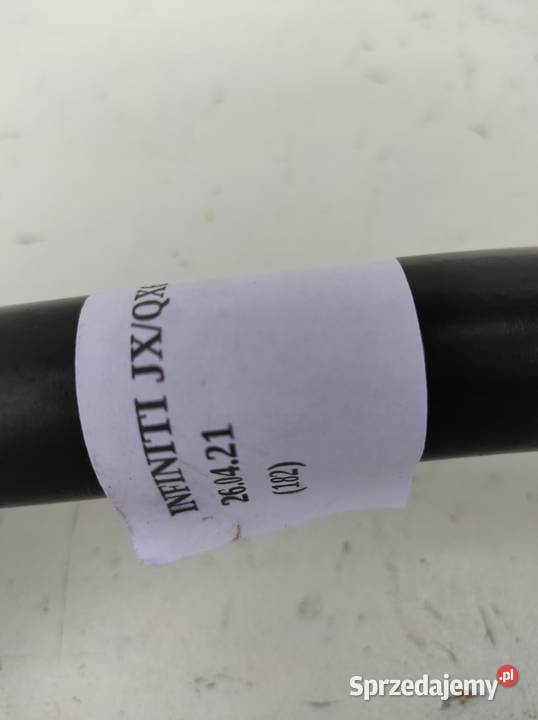 INFINITI JX/QX
26.04.21
(182)
Sprzedajemy.pl